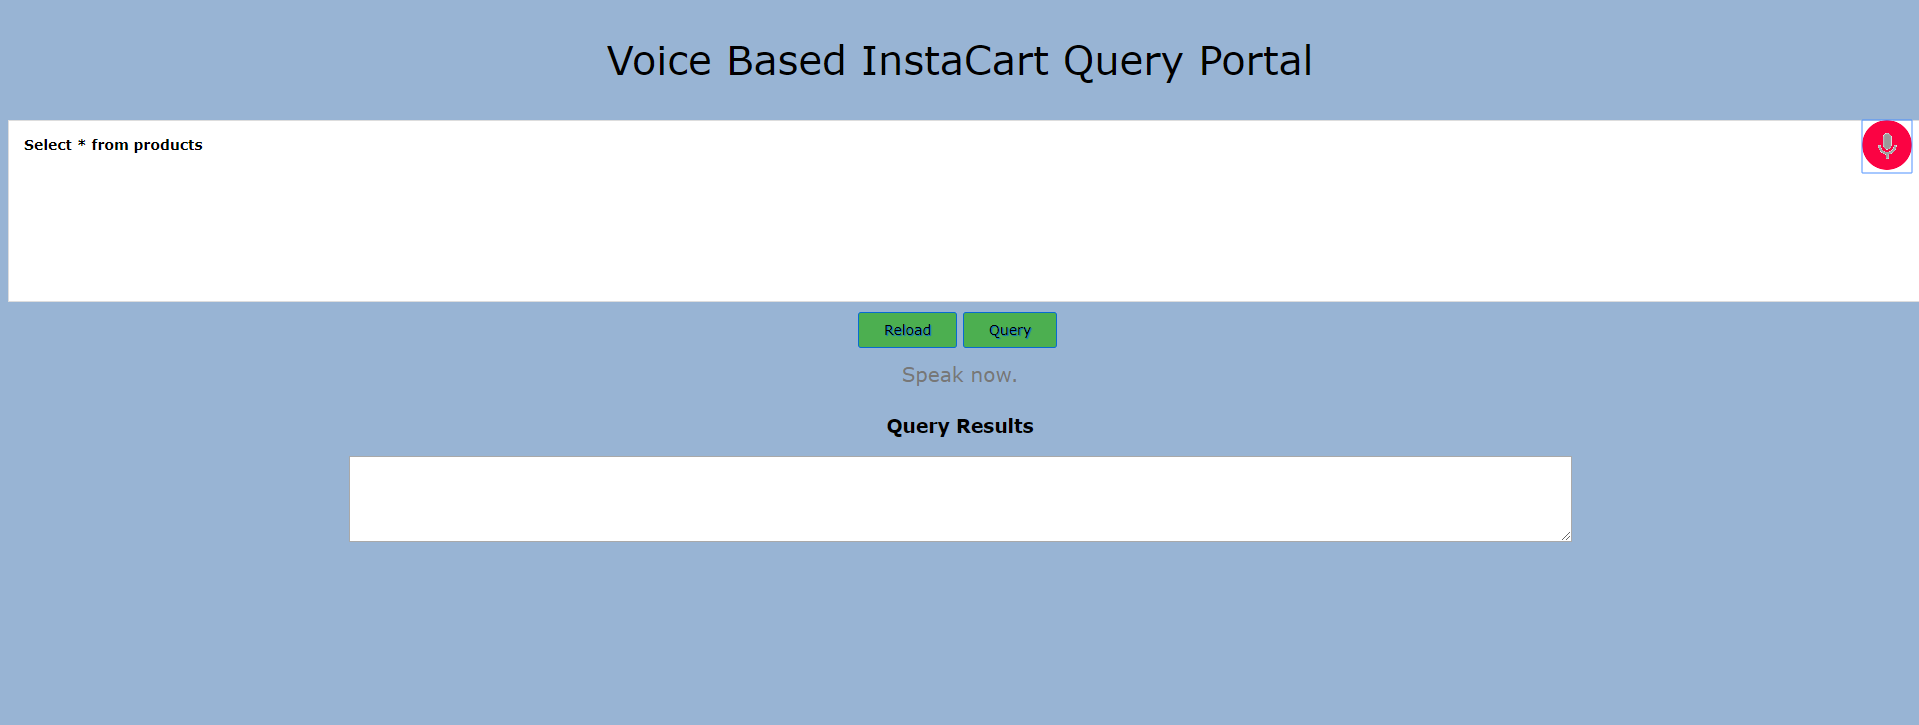 Voice Based InstaCart Query Portal
Select * from products
Reload Query
Speak now.
Query Results